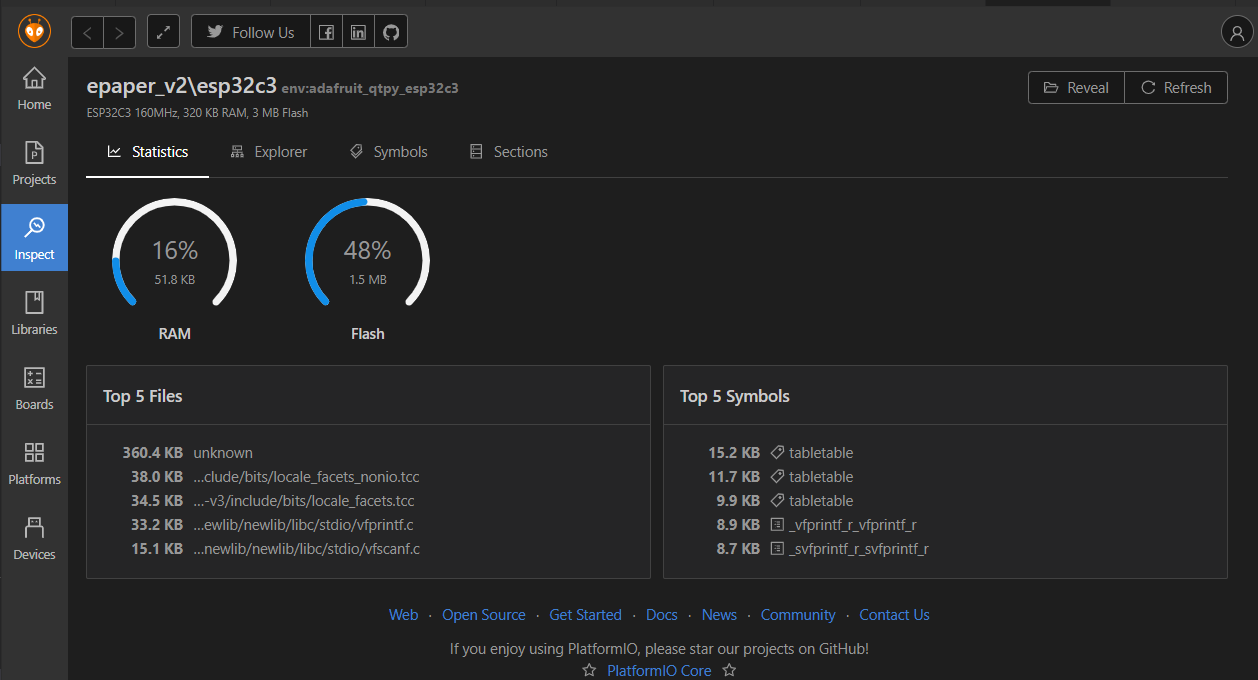 Follow Us
Home
Projects
Inspect
Libraries
Boards
Platforms
Devices
epaper_v2\esp32c3 env:adafruit_qtpy_esp32c3
ESP32C3 160MHz, 320 KB RAM, 3 MB Flash
Reveal
Refresh
Statistics
Explorer
Symbols
Sections
16%
51.8 KB
RAM
48%
1.5 MB
Flash
Top 5 Files
360.4 KB unknown
38.0 KB ...clude/bits/locale_facets_nonio.tcc
34.5 KB ...-v3/include/bits/locale_facets.tcc
33.2 KB ...ewlib/newlib/libc/stdio/vfprintf.c
15.1 KB ...newlib/newlib/libc/stdio/vfscanf.c
Top 5 Symbols
15.2 KB tabletable
11.7 KB tabletable
9.9 KB tabletable
8.9 KB _vfprintf_r_vfprintf_r
8.7 KB _svfprintf_r_svfprintf_r
Web · Open Source · Get Started · Docs · News · Community · Contact Us
If you enjoy using PlatformIO, please star our projects on GitHub!
PlatformIO Core